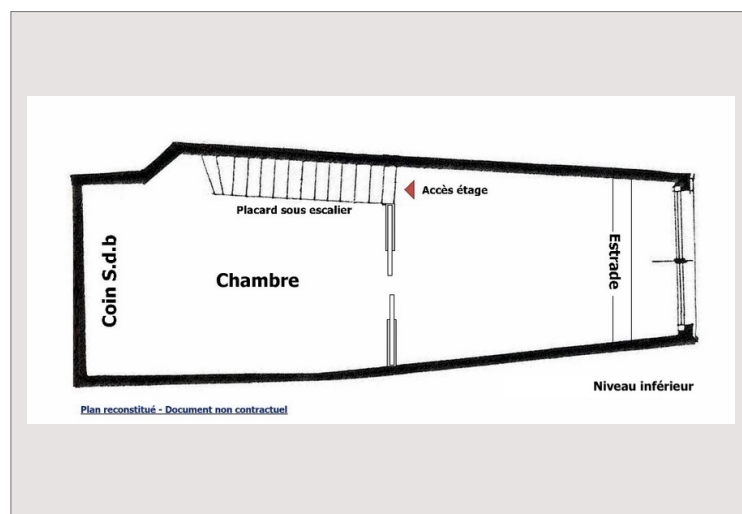 Accès étage
Placard sous escalier
Coin S.d.b
Chambre
Estrade
Niveau inférieur
Plan reconstitué - Document non contractuel